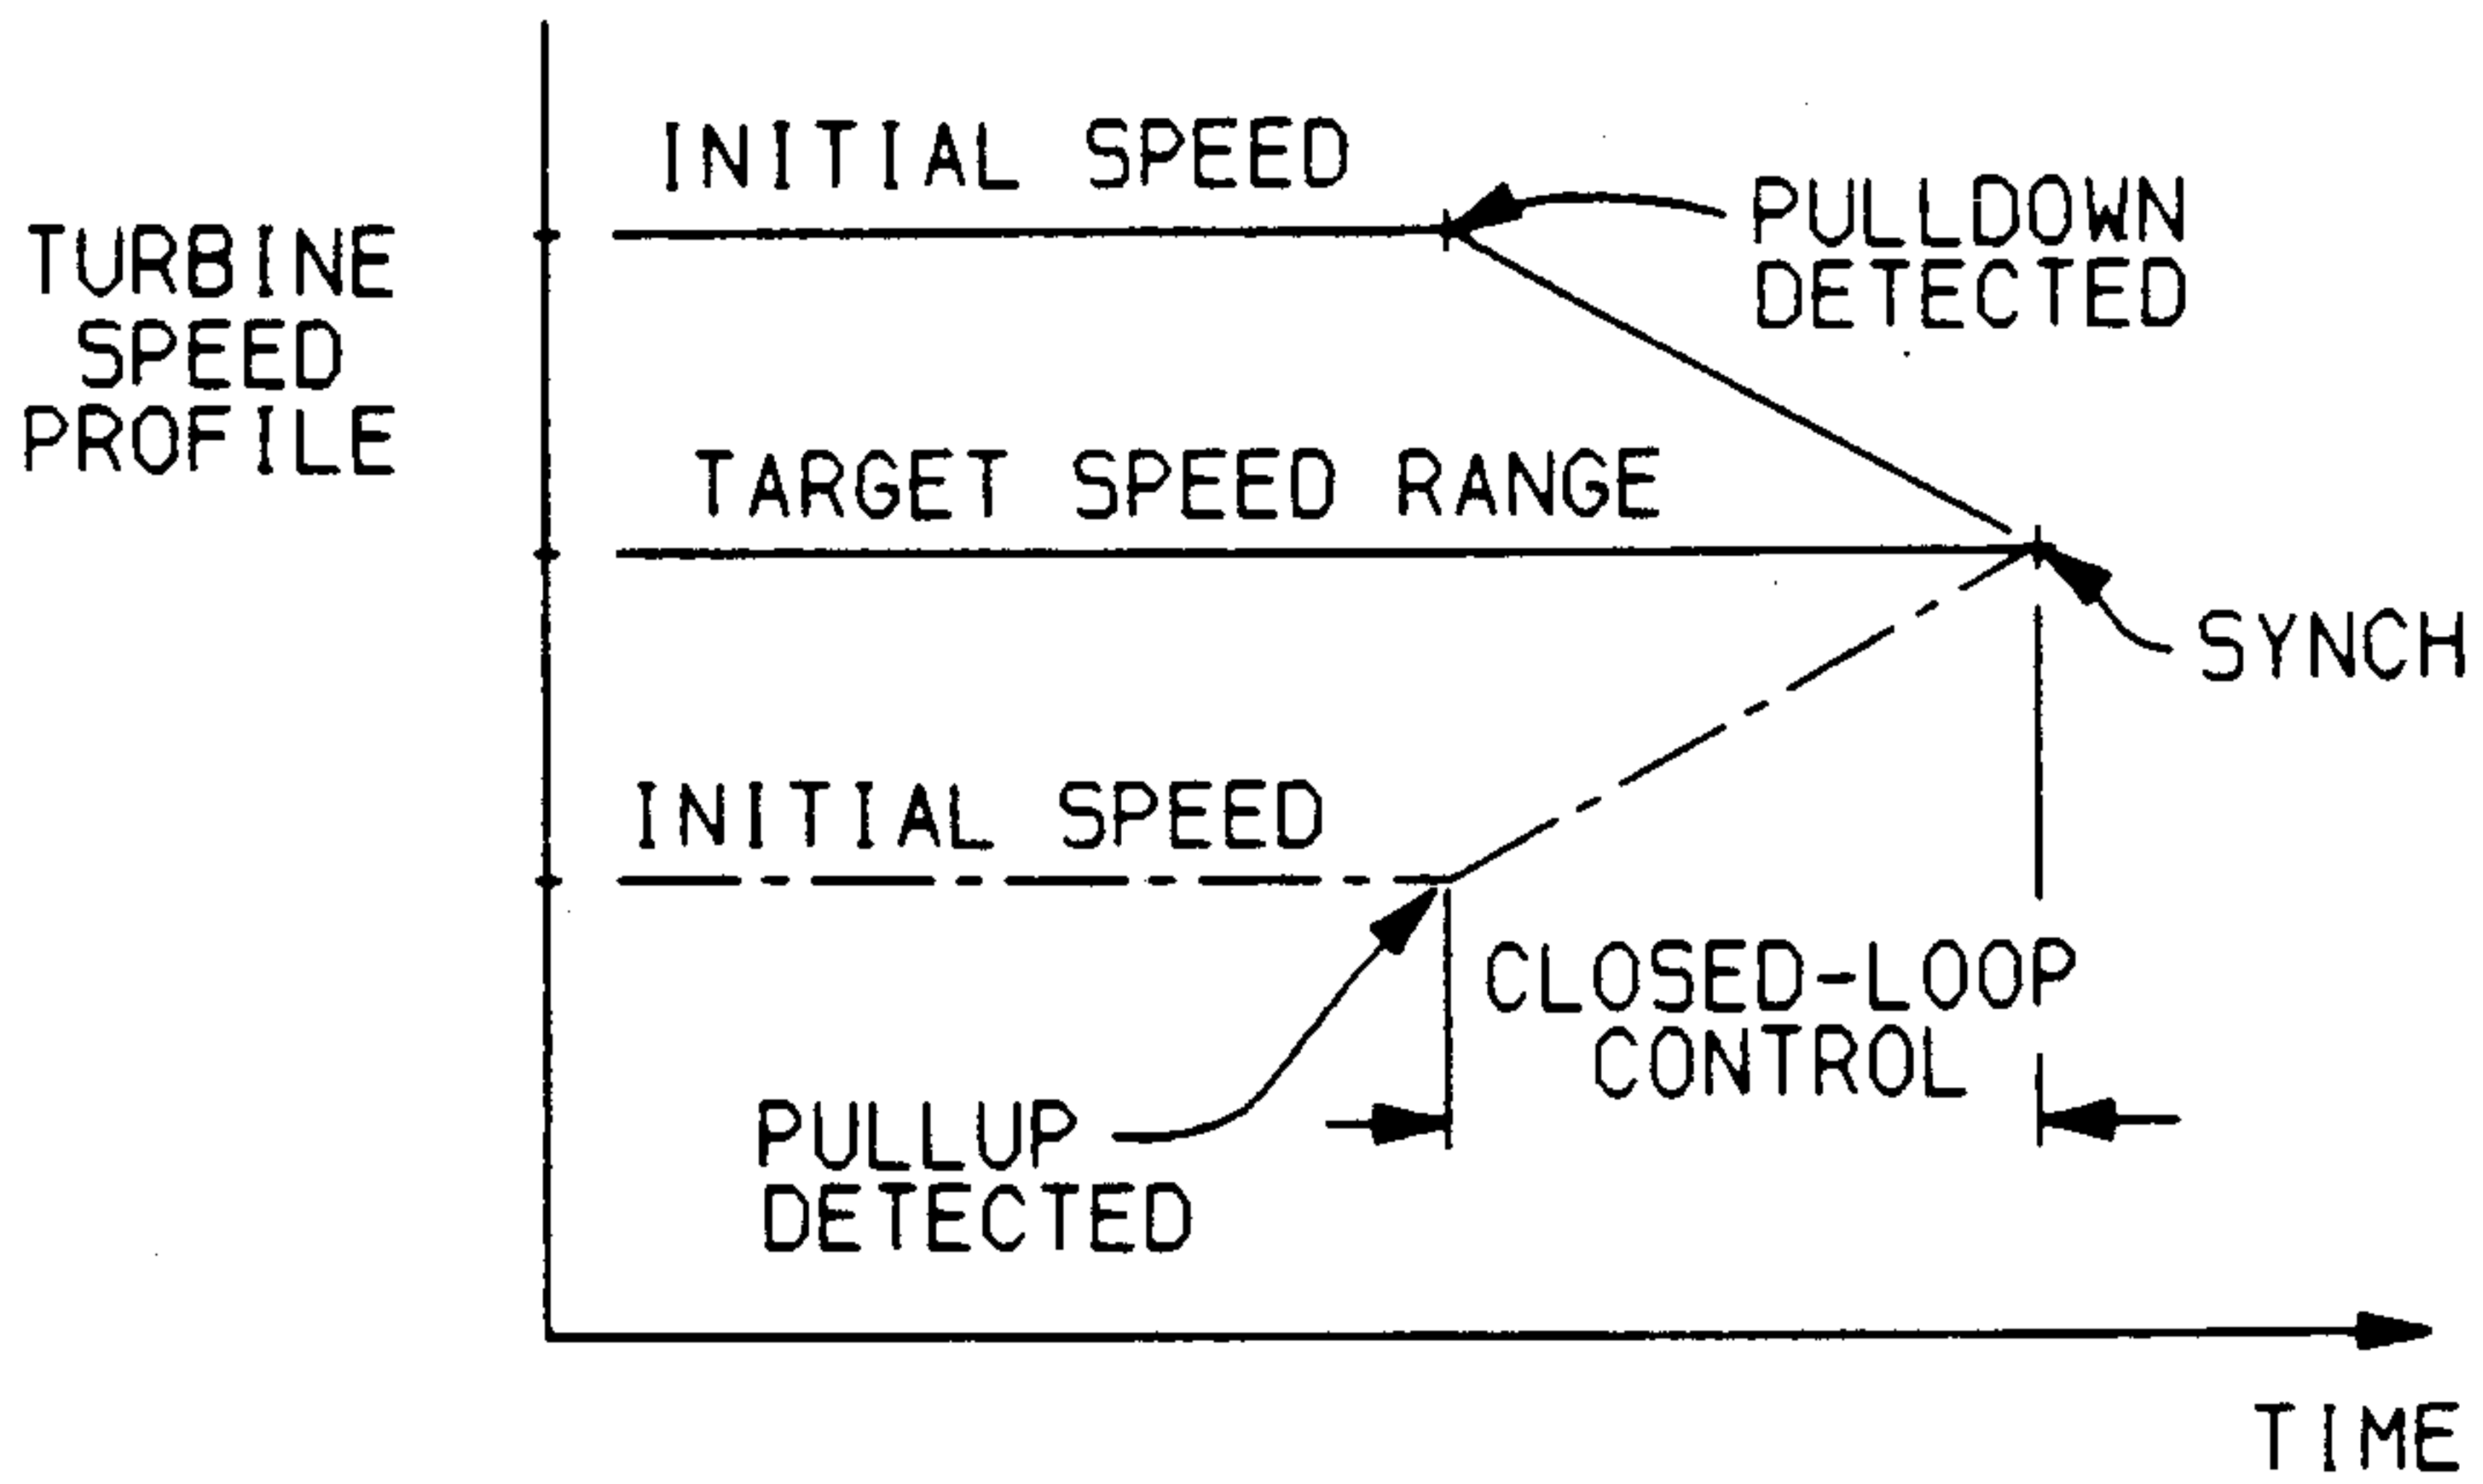 INITIAL SPEED
PULLDOWN
DETECTED
TURBINE
SPEED
PROFILE
TARGET SPEED RANGE
SYNCH
INITIAL SPEED
CLOSED-LOOP
CONTROL
PULLUP
DETECTED
TIME